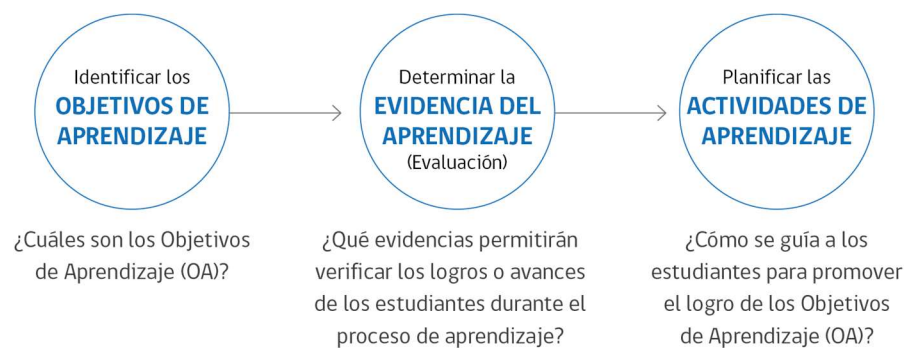 Identificar los
OBJETIVOS DE
APRENDIZAJE
¿Cuáles son los Objetivos
de Aprendizaje (OA)?
Determinar la
EVIDENCIA DEL
APRENDIZAJE
(Evaluación)
¿Qué evidencias permitirán
verificar los logros o avances
de los estudiantes durante el
proceso de aprendizaje?
Planificar las
ACTIVIDADES DE
APRENDIZAJE
¿Cómo se guía a los
estudiantes para promover
el logro de los Objetivos
de Aprendizaje (OA)?